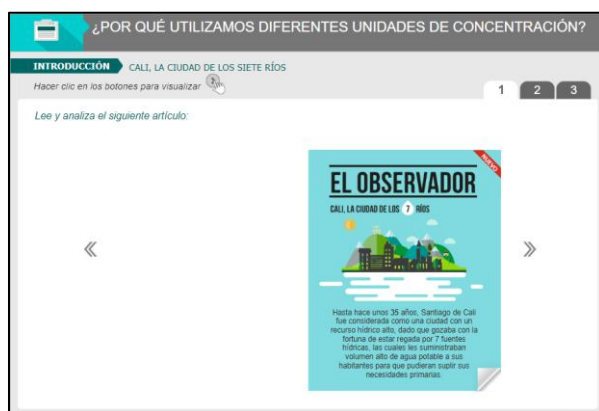 ¿POR QUÉ UTILIZAMOS DIFERENTES UNIDADES DE CONCENTRACIÓN?
INTRODUCCIÓN CALI, LA CIUDAD DE LOS SIETE RÍOS
Hacer clic en los botones para visualizar
1 2 3
Lee y analiza el siguiente artículo:
EL OBSERVADOR
CALI, LA CIUDAD DE LOS 7 RÍOS
Hasta hace unos 35 años, Santiago de Cali
fue considerada como una ciudad con un
recurso hídrico alto, dado que gozaba con la
fortuna de estar regada por 7 fuentes
hídricas, las cuales les suministraban
volumen alto de agua potable a sus
habitantes para que pudieran suplir sus
necesidades primarias.